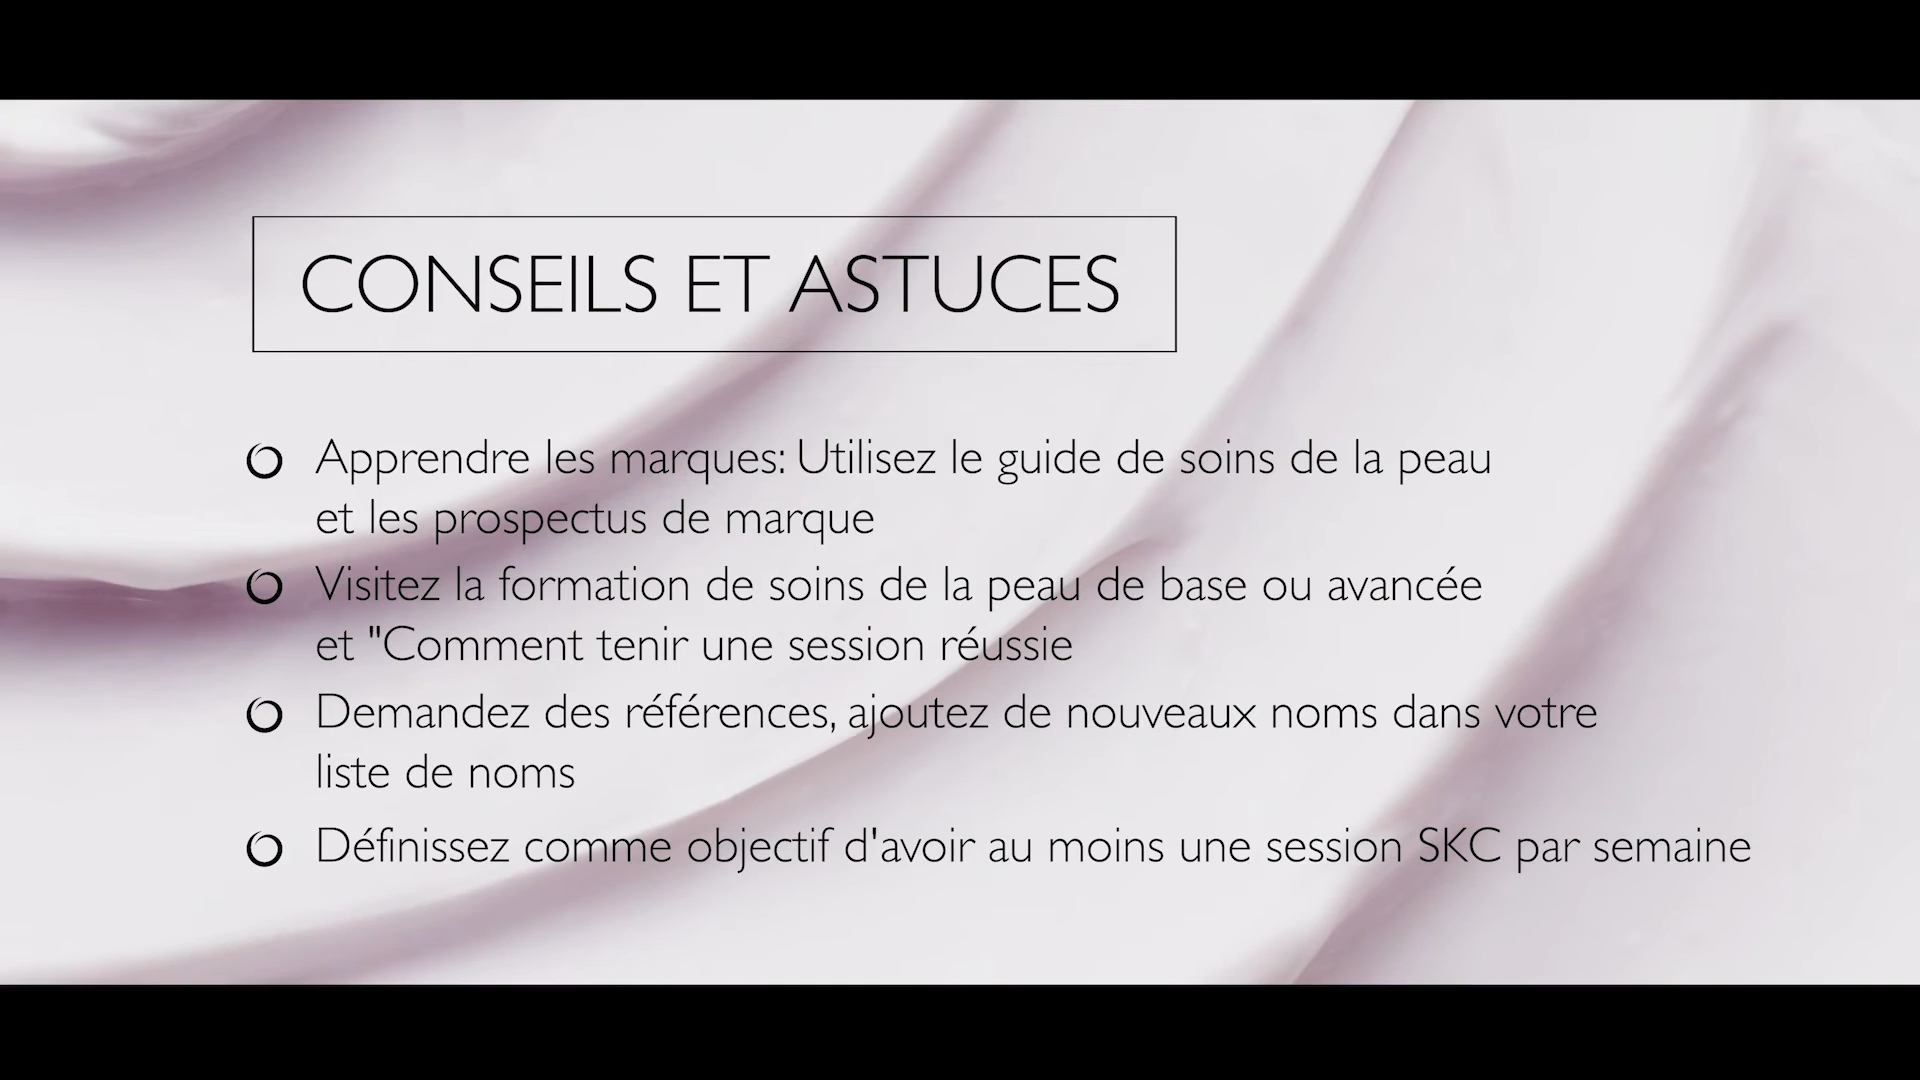 CONSEILS ET ASTUCES
Apprendre les marques: Utilisez le guide de soins de la peau
et les prospectus de marque
Visitez la formation de soins de la peau de base ou avancée
et "Comment tenir une session réussie
Demandez des références, ajoutez de nouveaux noms dans votre
liste de noms
Définissez comme objectif d'avoir au moins une session SKC par semaine